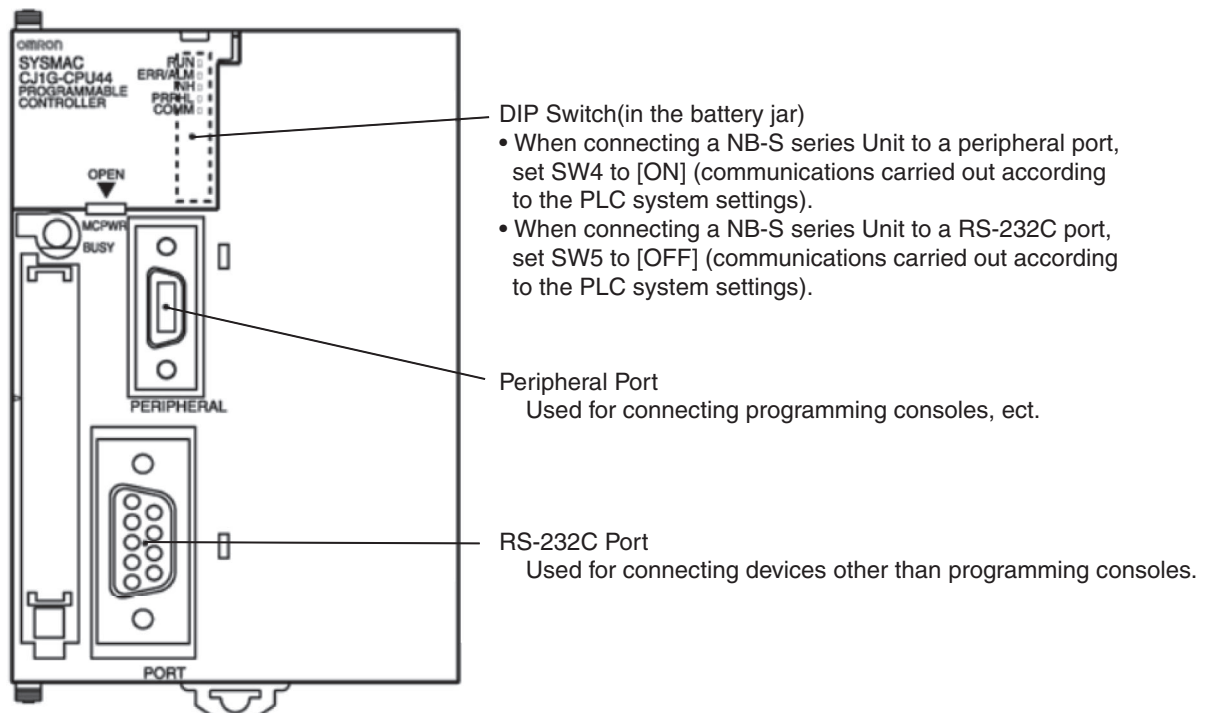 OMRON
SYSMAC
CJ1G-CPU44
PROGRAMMABLE
CONTROLLER
RUN
ERR/ALM
INH
PRPHL
COMM
OPEN
MCPWR
BUSY
PERIPHERAL
PORT
DIP Switch(in the battery jar)
• When connecting a NB-S series Unit to a peripheral port,
set SW4 to [ON] (communications carried out according
to the PLC system settings).
• When connecting a NB-S series Unit to a RS-232C port,
set SW5 to [OFF] (communications carried out according
to the PLC system settings).
Peripheral Port
Used for connecting programming consoles, ect.
RS-232C Port
Used for connecting devices other than programming consoles.